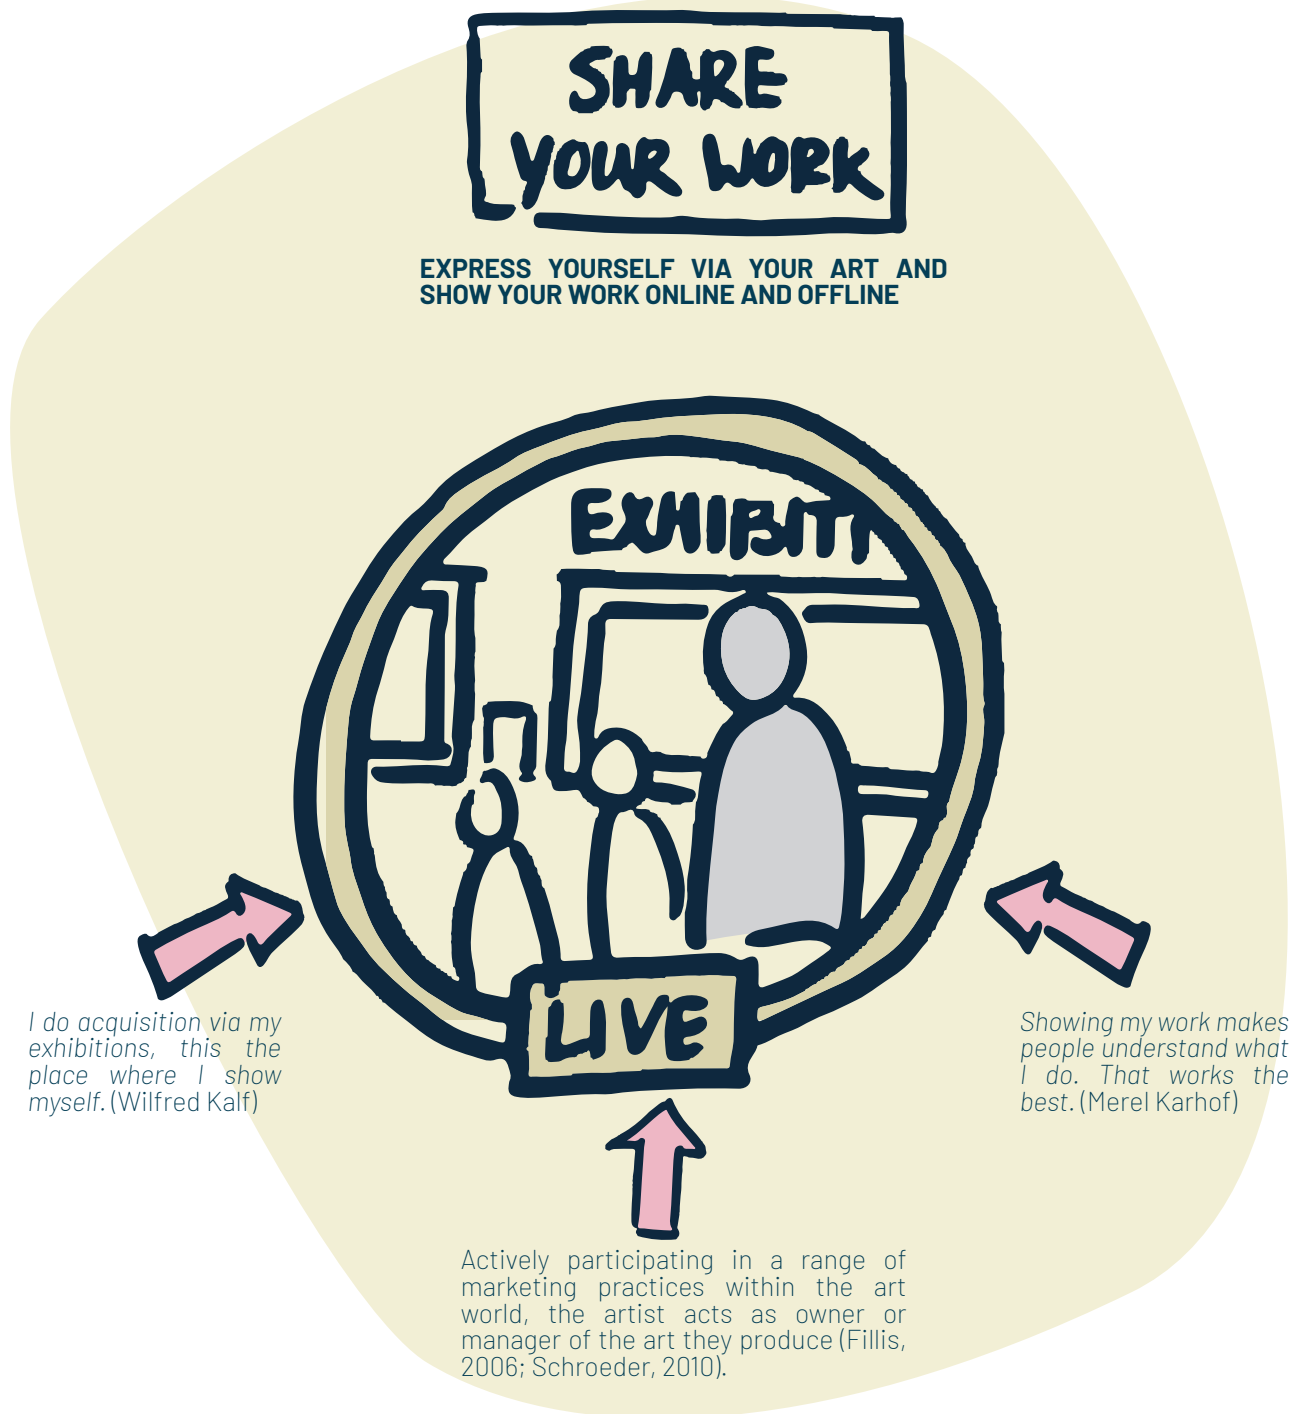 SHARE
YOUR WORK
EXPRESS YOURSELF VIA YOUR ART AND
SHOW YOUR WORK ONLINE AND OFFLINE
EXHIBITI
LIVE
I do acquisition via my
exhibitions, this the
place where I show
myself. (Wilfred Kalf)
Showing my work makes
people understand what
I do. That works the
best. (Merel Karhof)
Actively participating in a range of
marketing practices within the art
world, the artist acts as owner or
manager of the art they produce (Fillis,
2006; Schroeder, 2010).